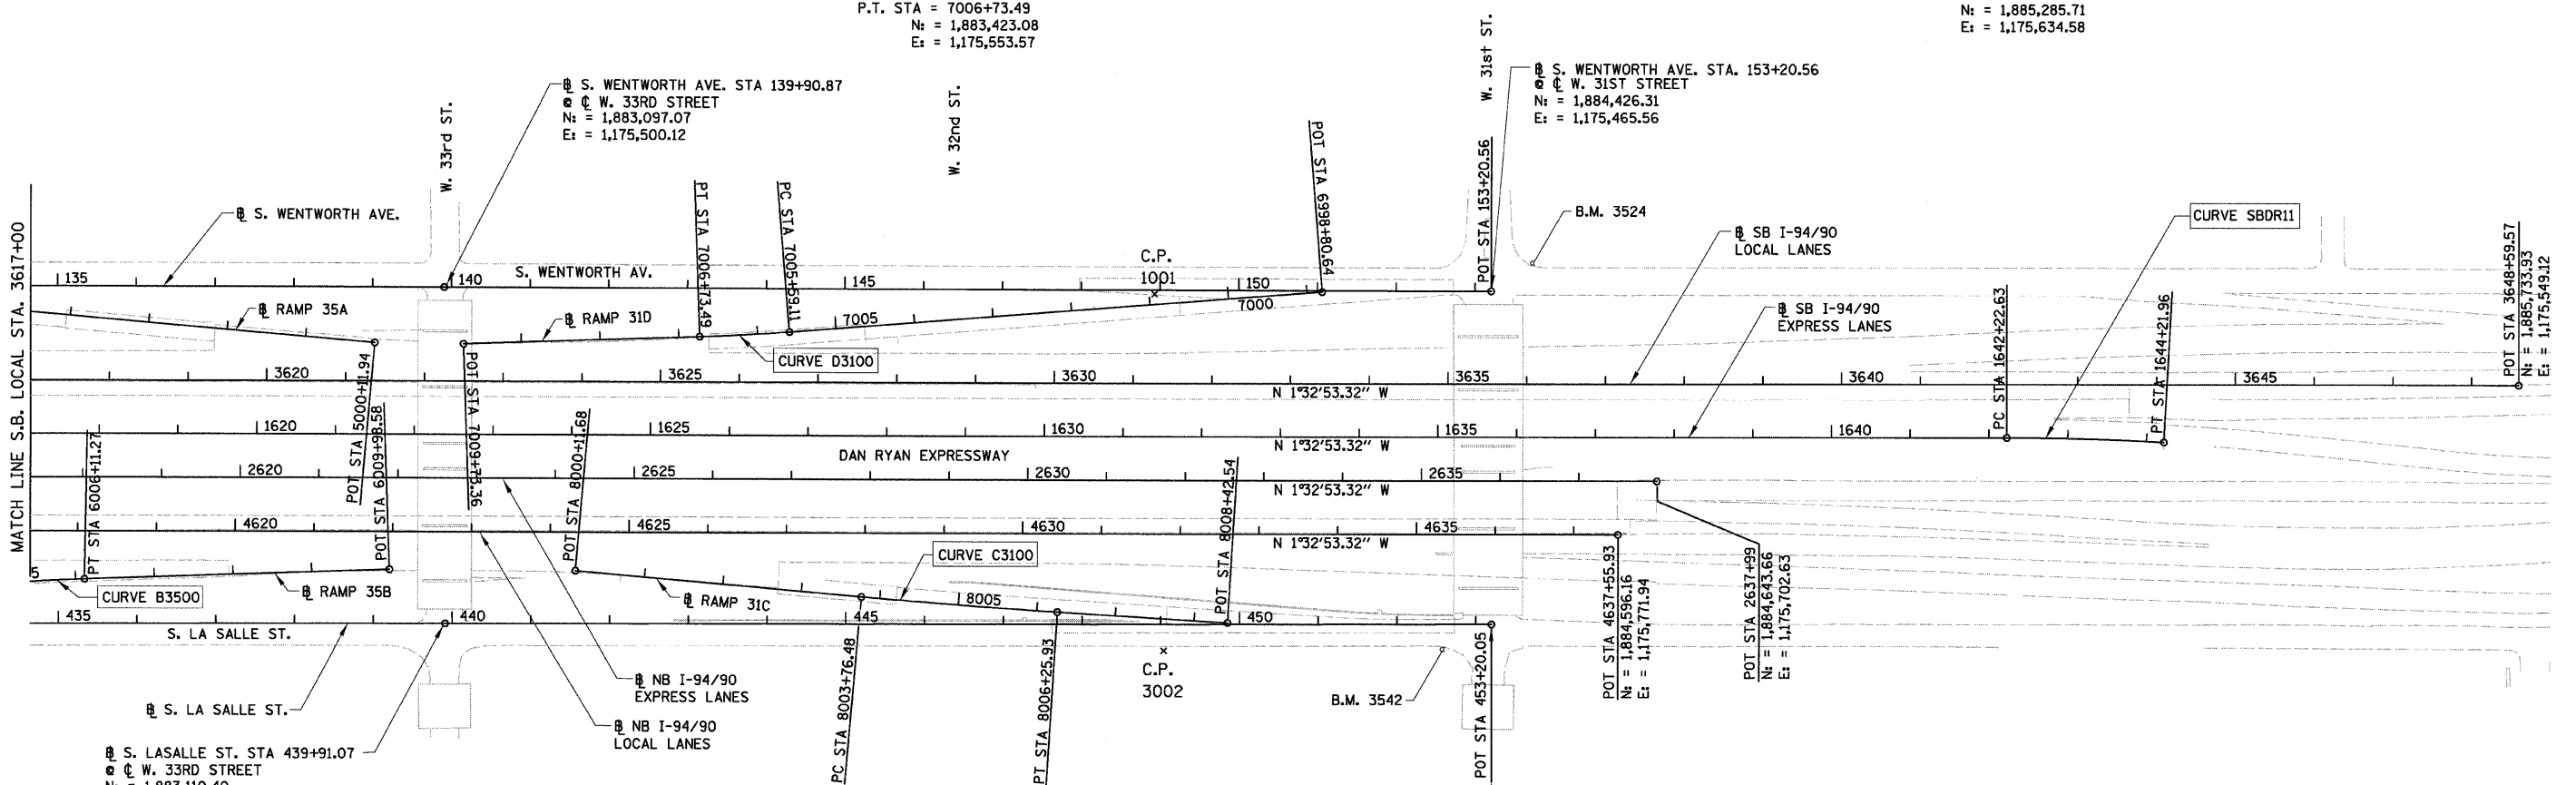 P.T. STA = 7006+73.49
N: = 1,883,423.08
E: = 1,175,553.57
N: = 1,885,285.71
E: = 1,175,634.58
W. 33rd ST.
W. 32nd ST.
W. 31st ST.
℄ S. WENTWORTH AVE. STA 139+90.87
@ ℄ W. 33RD STREET
N: = 1,883,097.07
E: = 1,175,500.12
℄ S. WENTWORTH AVE. STA. 153+20.56
@ ℄ W. 31ST STREET
N: = 1,884,426.31
E: = 1,175,465.56
MATCH LINE S.B. LOCAL STA. 3617+00
℄ S. WENTWORTH AVE.
PT STA 7006+73.49
PC STA 7005+59.11
POT STA 6998+80.64
POT STA 153+20.56
B.M. 3524
℄ SB I-94/90
LOCAL LANES
CURVE SBDR11
POT STA 3648+59.57
N: = 1,885,733.93
E: = 1,175,549.12
135
140
S. WENTWORTH AV.
145
C.P.
1001
150
7000
℄ RAMP 35A
℄ RAMP 31D
7005
CURVE D3100
℄ SB I-94/90
EXPRESS LANES
PC STA 1642+22.63
PT STA 1644+21.96
3620
3625
3630
3635
3640
3645
N 1°32'53.32" W
POT STA 5000+11.94
POT STA 7009+73.36
1620
1625
1630
1635
1640
N 1°32'53.32" W
PT STA 6006+11.27
POT STA 6009+98.58
POT STA 8000+11.68
DAN RYAN EXPRESSWAY
2620
2625
2630
2635
N 1°32'53.32" W
POT STA 8008+42.54
4620
4625
4630
4635
N 1°32'53.32" W
5
CURVE B3500
℄ RAMP 35B
℄ RAMP 31C
CURVE C3100
8005
435
440
445
450
S. LA SALLE ST.
POT STA 4637+55.93
N: = 1,884,596.16
E: = 1,175,771.94
POT STA 2637+99
N: = 1,884,643.66
E: = 1,175,702.63
℄ S. LA SALLE ST.
℄ NB I-94/90
EXPRESS LANES
℄ NB I-94/90
LOCAL LANES
PC STA 8003+76.48
PT STA 8006+25.93
C.P.
3002
B.M. 3542
POT STA 453+20.05
℄ S. LASALLE ST. STA 439+91.07
@ ℄ W. 33RD STREET
N: = 1,883,110.40